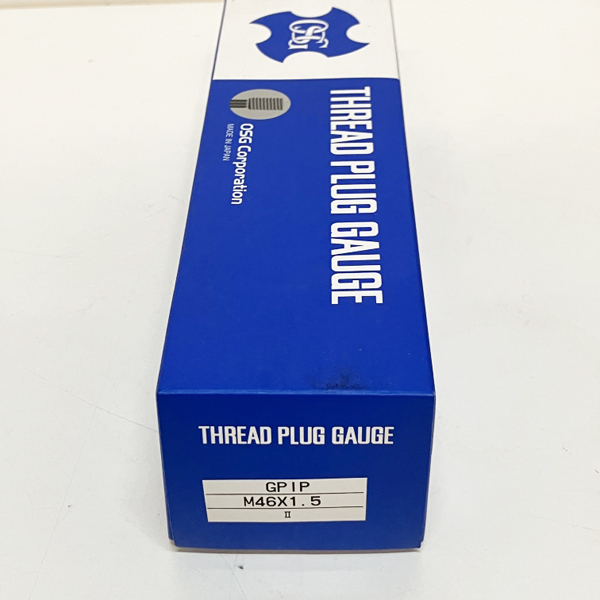 OSG
THREAD PLUG GAUGE
OSG Corporation
MADE IN JAPAN
THREAD PLUG GAUGE
GPIP
M46X1.5
II